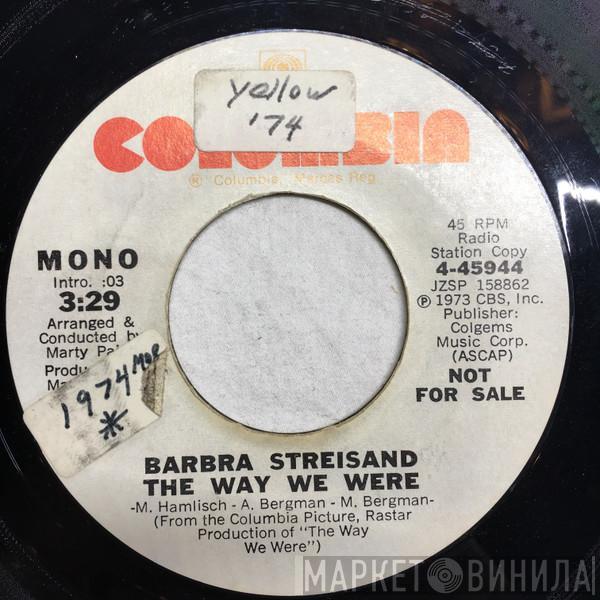 yellow
'74
COLUMBIA
® Columbia, Marcas Reg.
MONO
Intro. :03
3:29
Arranged &
Conducted by
Marty
1974 MOR
*
45 RPM
Radio
Station Copy
4-45944
JZSP 158862
℗ 1973 CBS, Inc.
Publisher:
Colgems
Music Corp.
(ASCAP)
NOT
FOR SALE
BARBRA STREISAND
THE WAY WE WERE
-M. Hamlisch - A. Bergman - M. Bergman-
(From the Columbia Picture, Rastar
Production of "The Way
We Were")
МАРКЕТ ВИНИЛА